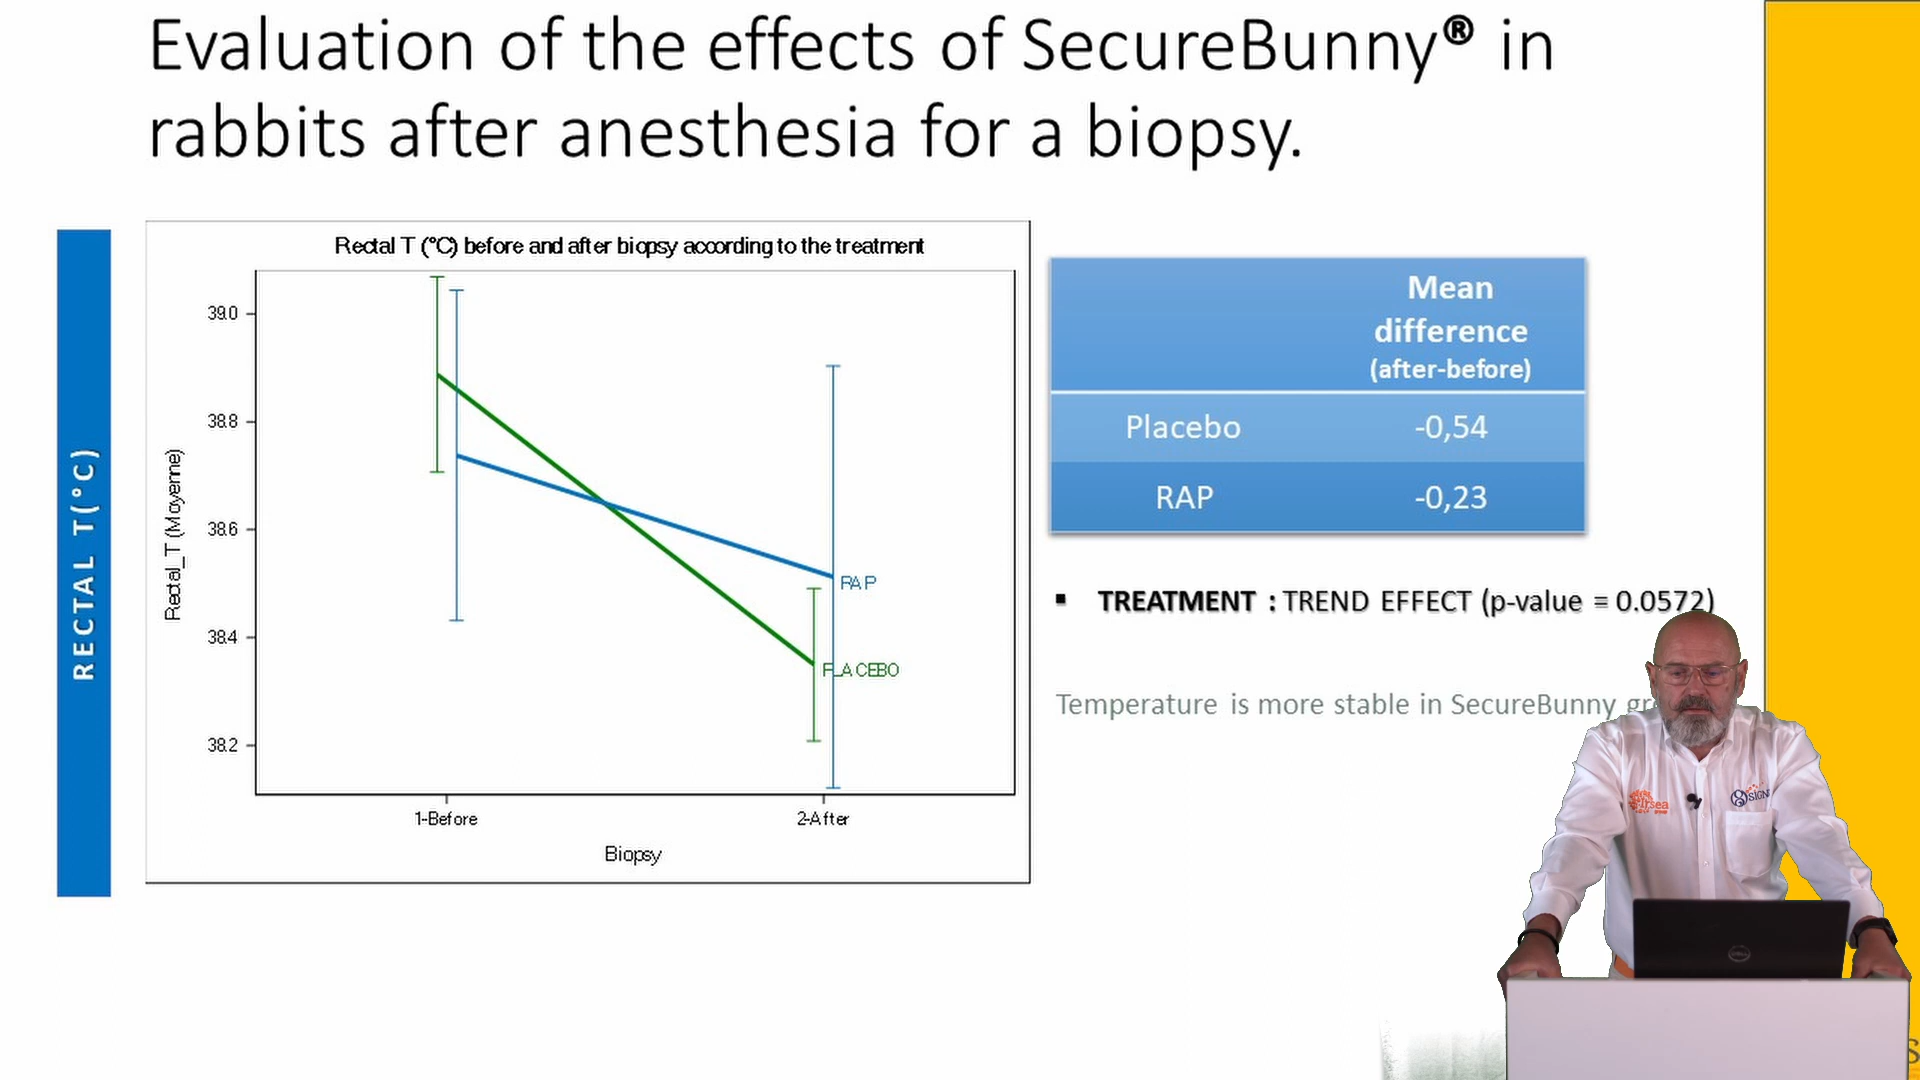 Evaluation of the effects of SecureBunny® in
rabbits after anesthesia for a biopsy.
RECTAL T(°C)
Rectal T (°C) before and after biopsy according to the treatment
Rectal_T (Moyenne)
39.0
38.8
38.6
38.4
38.2
RAP
PLACEBO
1-Before
2-After
Biopsy
Mean
difference
(after-before)
Placebo -0,54
RAP -0,23
▪ TREATMENT : TREND EFFECT (p-value = 0.0572)
Temperature is more stable in SecureBunny